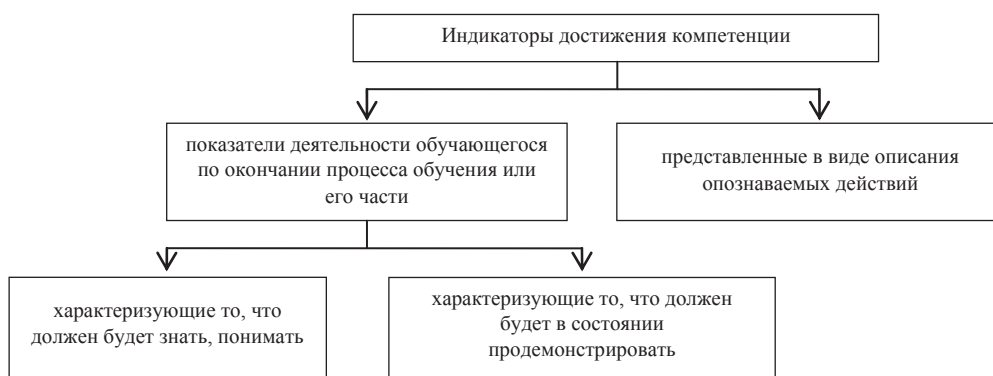 Индикаторы достижения компетенции
показатели деятельности обучающегося
по окончании процесса обучения или
его части
представленные в виде описания
опознаваемых действий
характеризующие то, что
должен будет знать, понимать
характеризующие то, что должен
будет в состоянии
продемонстрировать